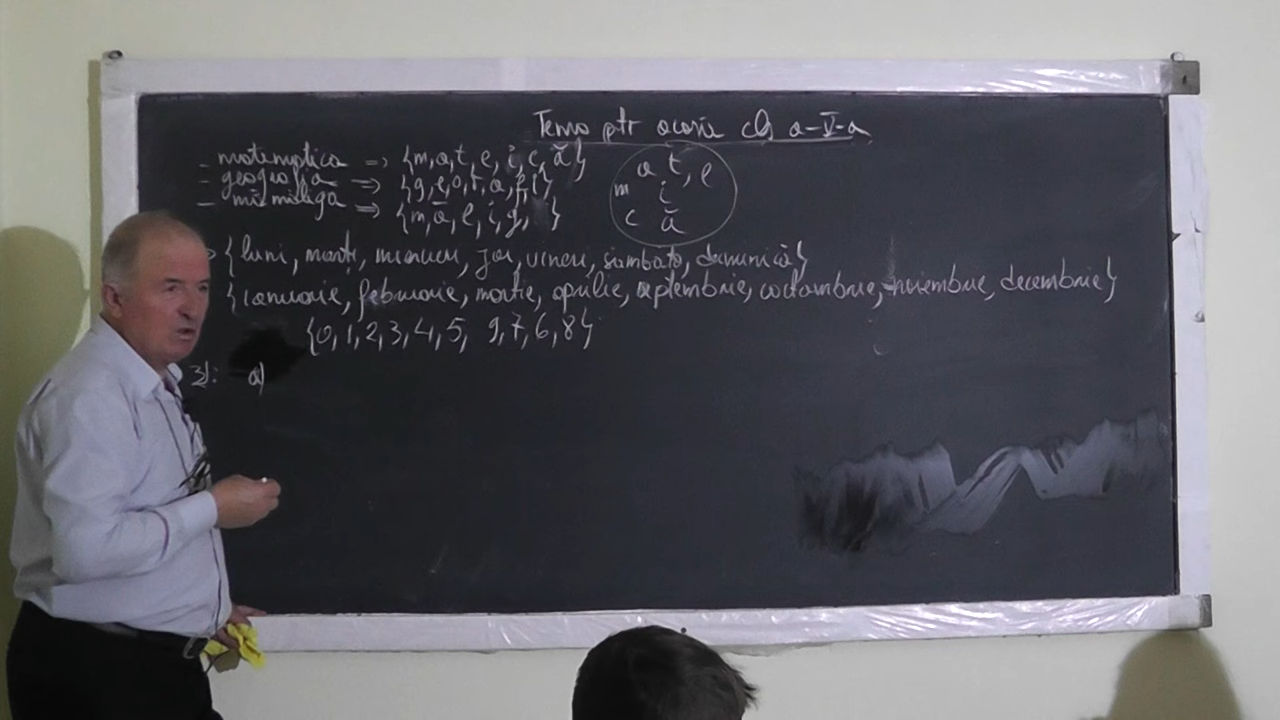 Tema ptr acasă cls a-V-a
- matematica => {m, a, t, e, i, c, ă}
- geografia => {g, e, o, r, a, f, i}
- mămăliga => {m, ă, l, i, g, }
a t, e
m i
c ă
{luni, marți, miercuri, joi, vineri, sâmbătă, duminică}
{ianuarie, februarie, martie, aprilie, septembrie, octombrie, noiembrie, decembrie}
{0, 1, 2, 3, 4, 5, 9, 7, 6, 8}
3): a)